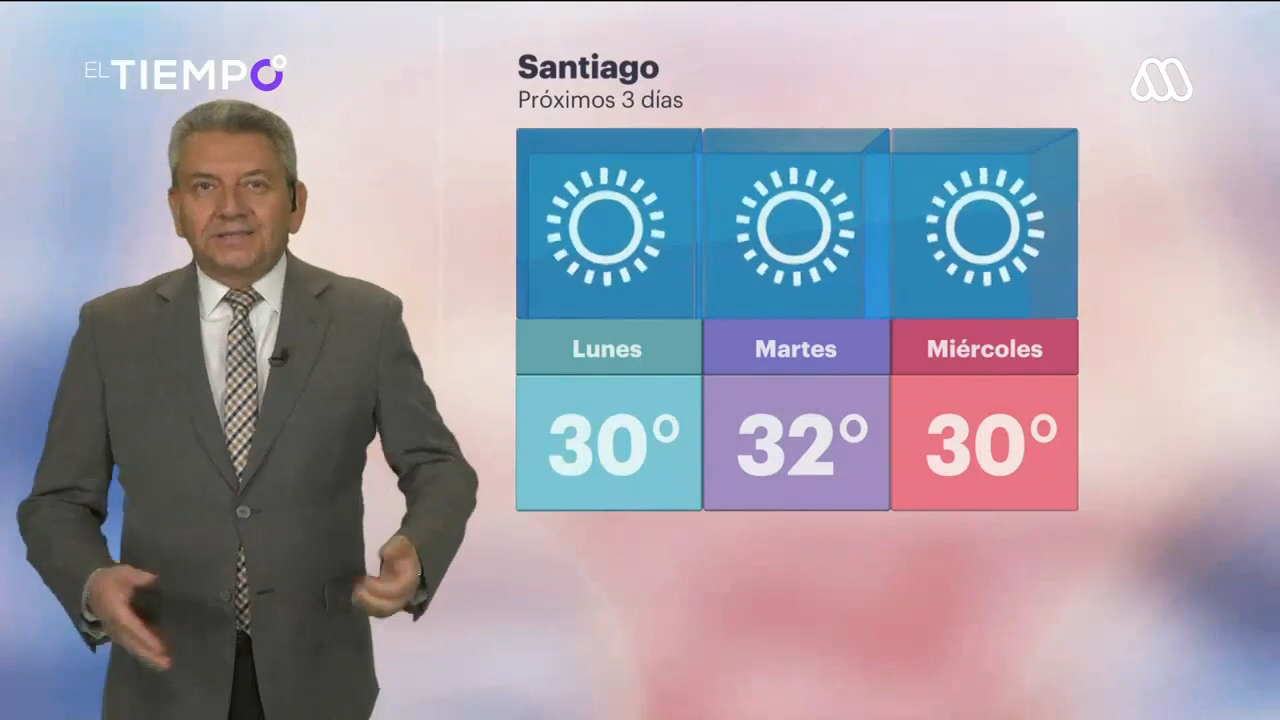 EL TIEMPO
Santiago
Próximos 3 días
Lunes
Martes
Miércoles
30°
32°
30°